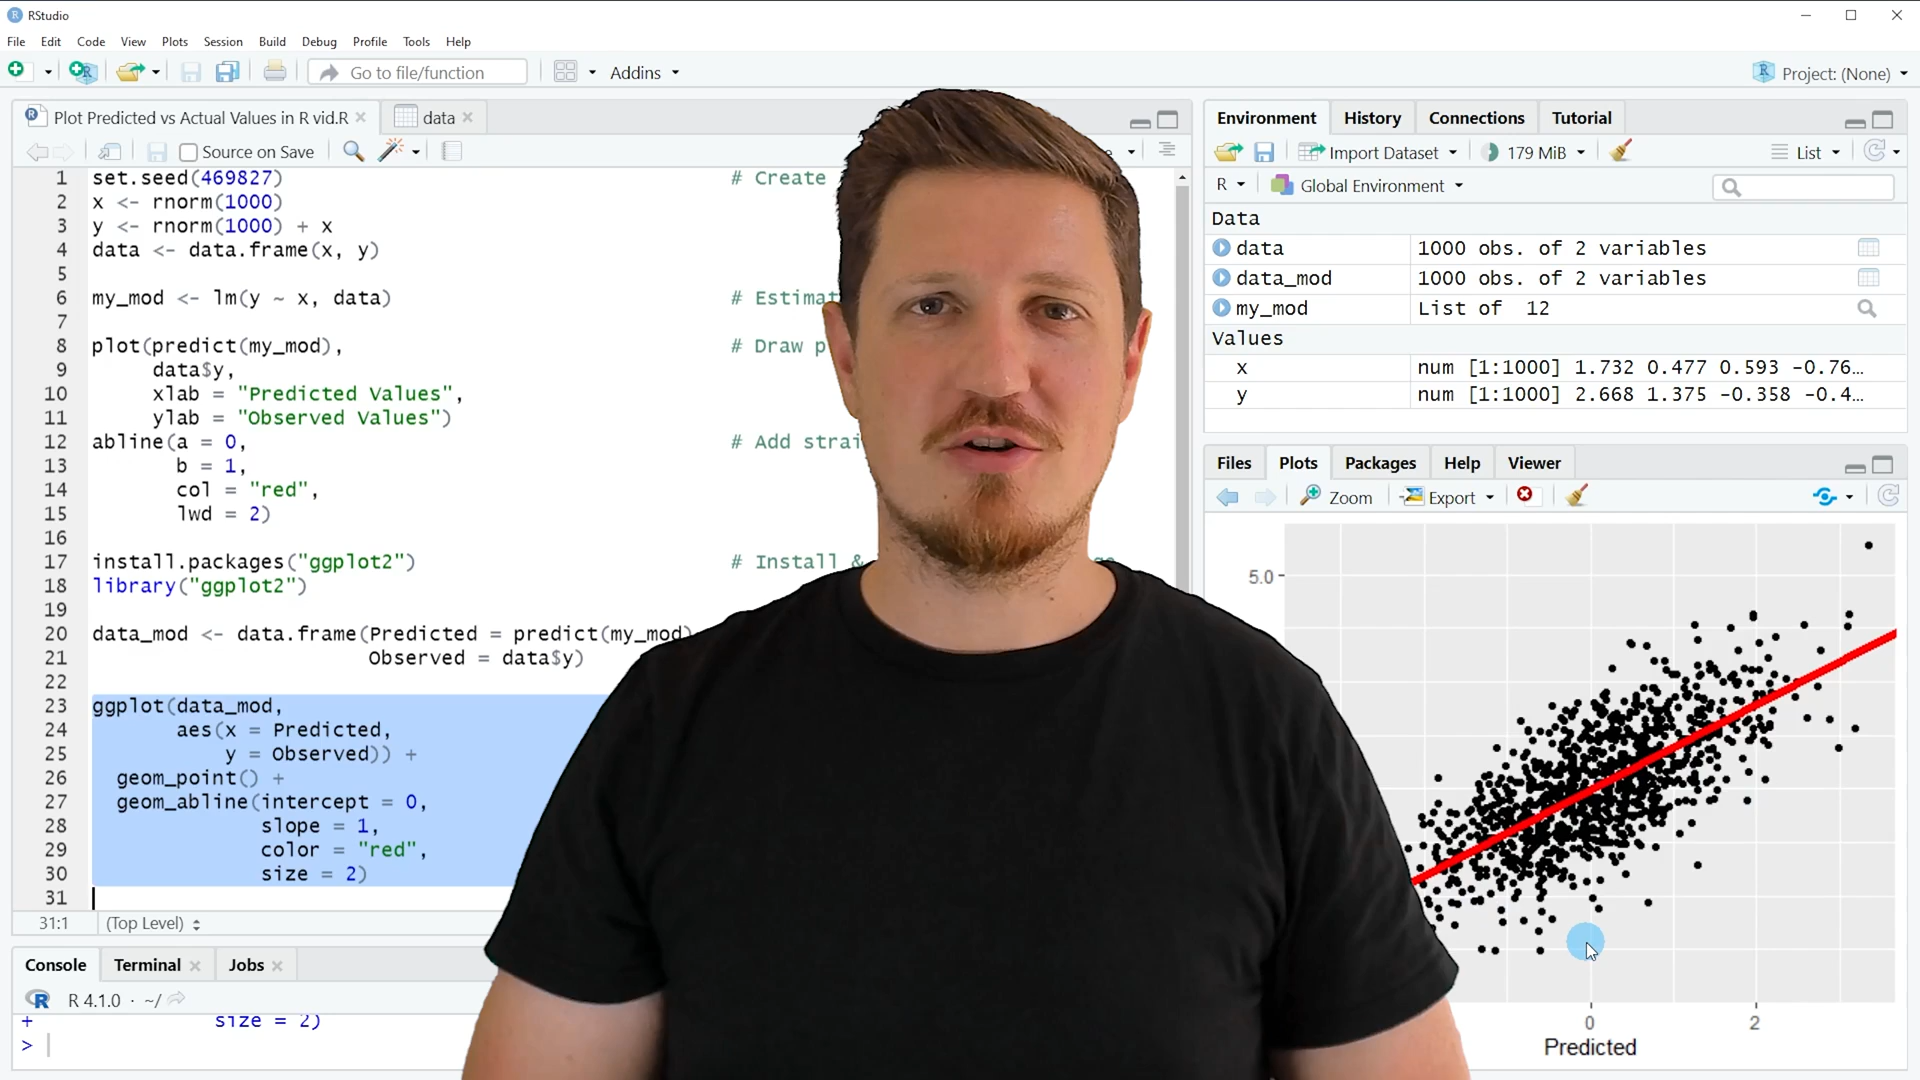 RStudio
File Edit Code View Plots Session Build Debug Profile Tools Help
Go to file/function
Addins
Project: (None)
Plot Predicted vs Actual Values in R vid.R
data
Source on Save
1 set.seed(469827) # Create
2 x <- rnorm(1000)
3 y <- rnorm(1000) + x
4 data <- data.frame(x, y)
5
6 my_mod <- lm(y ~ x, data) # Estimat
7
8 plot(predict(my_mod), # Draw p
9 data$y,
10 xlab = "Predicted Values",
11 ylab = "Observed Values")
12 abline(a = 0, # Add strai
13 b = 1,
14 col = "red",
15 lwd = 2)
16
17 install.packages("ggplot2") # Install &
18 library("ggplot2")
19
20 data_mod <- data.frame(Predicted = predict(my_mod)
21 Observed = data$y)
22
23 ggplot(data_mod,
24 aes(x = Predicted,
25 y = Observed)) +
26 geom_point() +
27 geom_abline(intercept = 0,
28 slope = 1,
29 color = "red",
30 size = 2)
31
31:1 (Top Level)
Console Terminal Jobs
R 4.1.0 · ~/
+ size = 2)
>
Environment History Connections Tutorial
Import Dataset 179 MiB List
R Global Environment
Data
data 1000 obs. of 2 variables
data_mod 1000 obs. of 2 variables
my_mod List of 12
Values
x num [1:1000] 1.732 0.477 0.593 -0.76…
y num [1:1000] 2.668 1.375 -0.358 -0.4…
Files Plots Packages Help Viewer
Zoom Export
5.0
0 2
Predicted